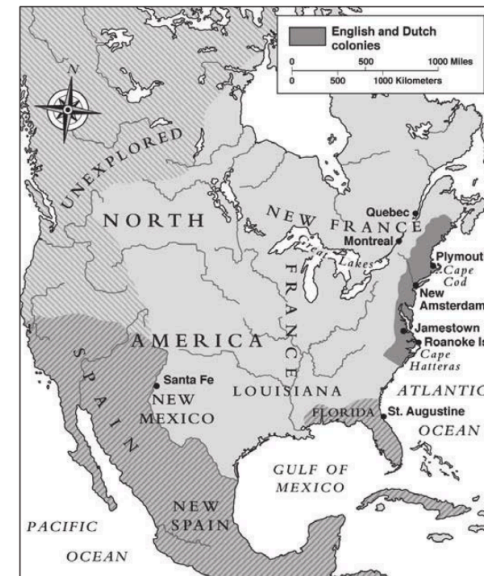 English and Dutch
colonies
0 500 1000 Miles
0 500 1000 Kilometers
N
UNEXPLORED
NORTH
NEW FRANCE
Quebec
Montreal
Great Lakes
Plymout
Cape
Cod
New
Amsterdam
FRANCE
Jamestown
Roanoke Is
Cape
Hatteras
AMERICA
SPAIN
Santa Fe
NEW
MEXICO
LOUISIANA
ATLANTIC
OCEAN
FLORIDA
St. Augustine
GULF OF
MEXICO
NEW
SPAIN
PACIFIC
OCEAN